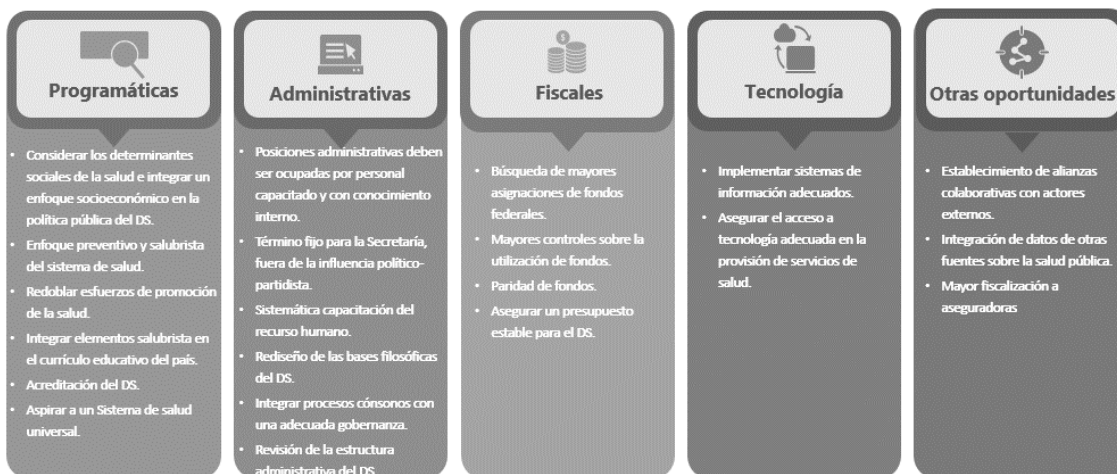 Programáticas
• Considerar los determinantes
sociales de la salud e integrar un
enfoque socioeconómico en la
política pública del DS.
• Enfoque preventivo y salubrista
del sistema de salud.
• Redoblar esfuerzos de promoción
de la salud.
• Integrar elementos salubrista en
el currículo educativo del país.
• Acreditación del DS.
• Aspirar a un Sistema de salud
universal.
Administrativas
• Posiciones administrativas deben
ser ocupadas por personal
capacitado y con conocimiento
interno.
• Término fijo para la Secretaría,
fuera de la influencia político-
partidista.
• Sistemática capacitación del
recurso humano.
• Rediseño de las bases filosóficas
del DS.
• Integrar procesos cónsonos con
una adecuada gobernanza.
• Revisión de la estructura
administrativa del DS
Fiscales
• Búsqueda de mayores
asignaciones de fondos
federales.
• Mayores controles sobre la
utilización de fondos.
• Paridad de fondos.
• Asegurar un presupuesto
estable para el DS.
Tecnología
• Implementar sistemas de
información adecuados.
• Asegurar el acceso a
tecnología adecuada en la
provisión de servicios de
salud.
Otras oportunidades
• Establecimiento de alianzas
colaborativas con actores
externos.
• Integración de datos de otras
fuentes sobre la salud pública.
• Mayor fiscalización a
aseguradoras